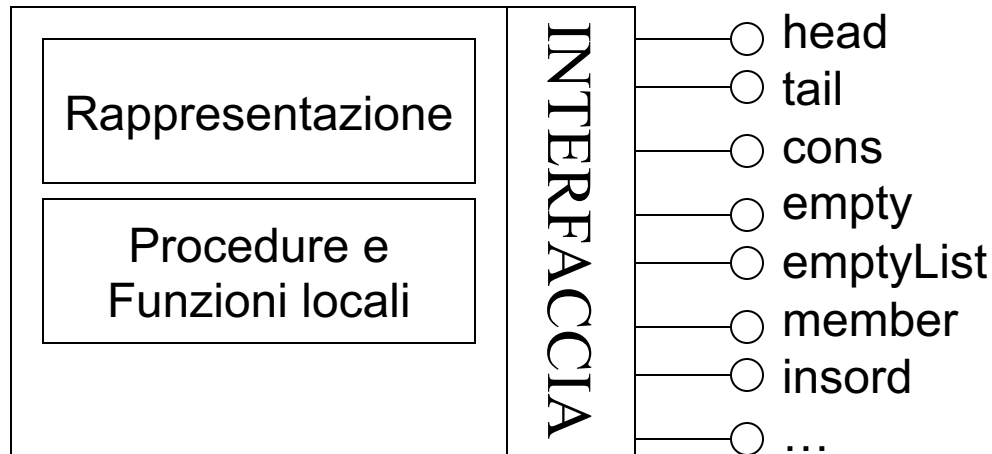 Rappresentazione
Procedure e
Funzioni locali
INTERFACCIA
head
tail
cons
empty
emptyList
member
insord
…